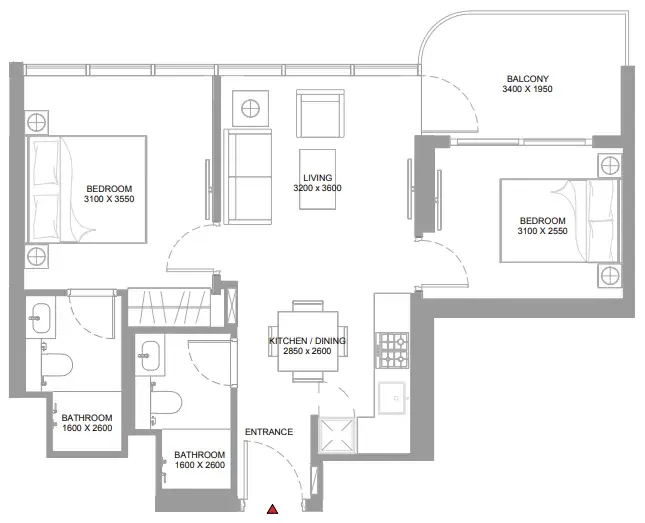 BALCONY
3400 X 1950
LIVING
3200 x 3600
BEDROOM
3100 X 3550
BEDROOM
3100 X 2550
KITCHEN / DINING
2850 x 2600
BATHROOM
1600 X 2600
ENTRANCE
BATHROOM
1600 X 2600